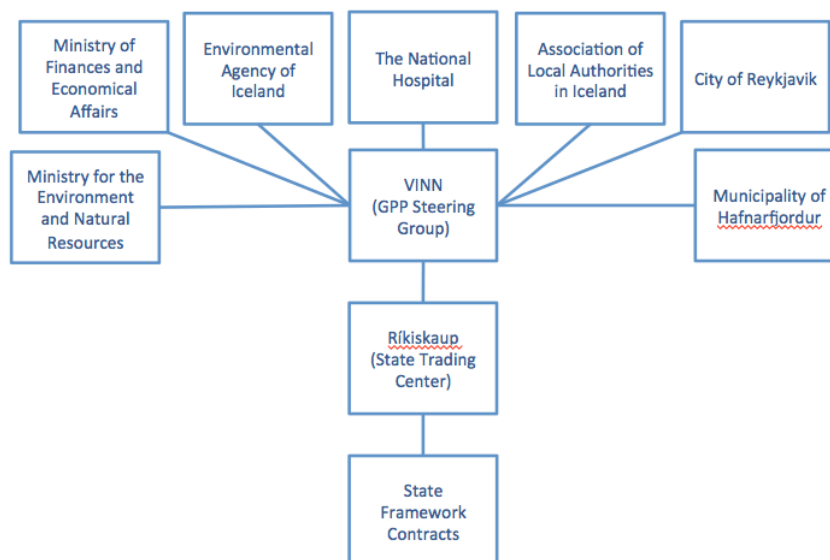 Ministry of
Finances and
Economical
Affairs
Environmental
Agency of
Iceland
The National
Hospital
Association of
Local Authorities
in Iceland
City of Reykjavik
Ministry for the
Environment
and Natural
Resources
VINN
(GPP Steering
Group)
Municipality of
Hafnarfjordur
Ríkiskaup
(State Trading
Center)
State
Framework
Contracts